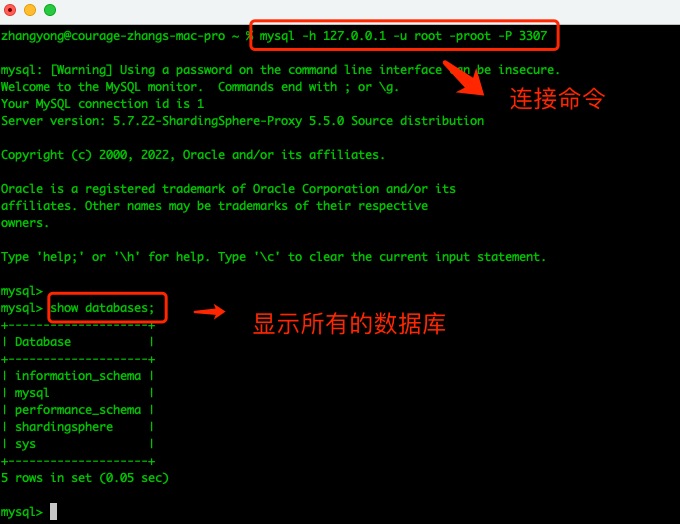 zhangyong@courage-zhangs-mac-pro ~ % mysql -h 127.0.0.1 -u root -proot -P 3307
mysql: [Warning] Using a password on the command line interface can be insecure.
连接命令
Welcome to the MySQL monitor.  Commands end with ; or \g.
Your MySQL connection id is 1
Server version: 5.7.22-ShardingSphere-Proxy 5.5.0 Source distribution
Copyright (c) 2000, 2022, Oracle and/or its affiliates.
Oracle is a registered trademark of Oracle Corporation and/or its
affiliates. Other names may be trademarks of their respective
owners.
Type 'help;' or '\h' for help. Type '\c' to clear the current input statement.
mysql>
mysql> show databases;
显示所有的数据库
+--------------------+
| Database           |
+--------------------+
| information_schema |
| mysql              |
| performance_schema |
| shardingsphere     |
| sys                |
+--------------------+
5 rows in set (0.05 sec)
mysql>